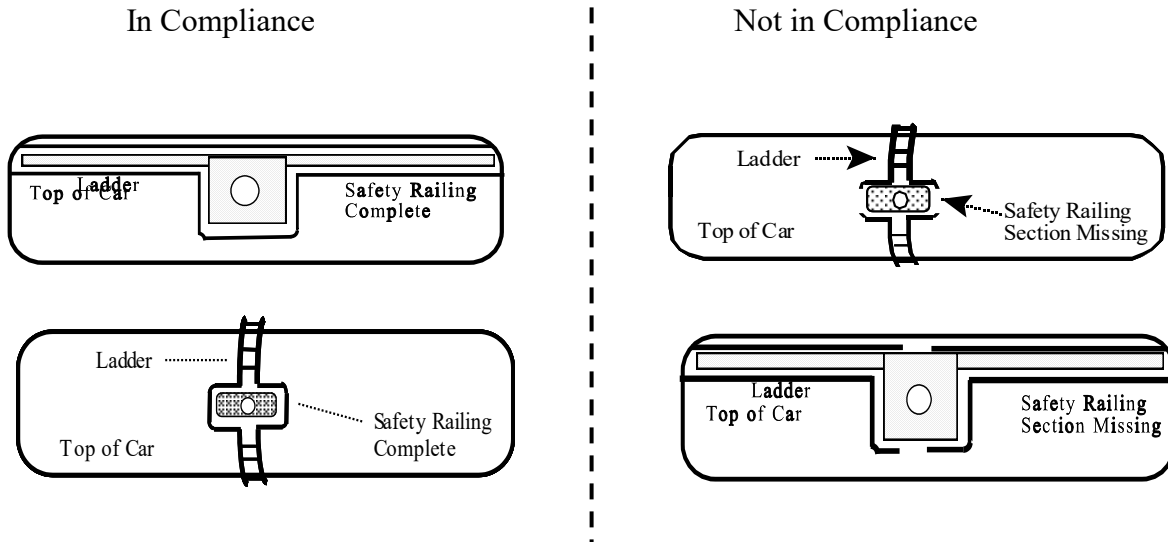 In Compliance
Not in Compliance
Ladder
Top of Car
Safety Railing
Complete
Ladder
Safety Railing
Section Missing
Top of Car
Ladder
Safety Railing
Complete
Top of Car
Ladder
Top of Car
Safety Railing
Section Missing